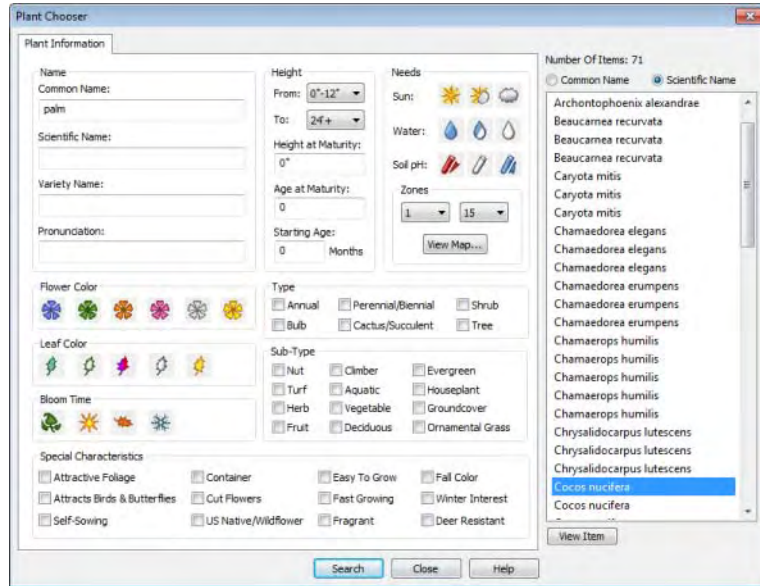 Plant Chooser
Plant Information
Name
Common Name:
palm
Scientific Name:
Variety Name:
Pronunciation:
Height
From: 0"-12"
To: 24'+
Height at Maturity:
0"
Age at Maturity:
0
Starting Age:
0 Months
Needs
Sun:
Water:
Soil pH:
Zones
1 15
View Map...
Flower Color
Leaf Color
Bloom Time
Type
Annual Perennial/Biennial Shrub
Bulb Cactus/Succulent Tree
Sub-Type
Nut Climber Evergreen
Turf Aquatic Houseplant
Herb Vegetable Groundcover
Fruit Deciduous Ornamental Grass
Special Characteristics
Attractive Foliage Container Easy To Grow Fall Color
Attracts Birds & Butterflies Cut Flowers Fast Growing Winter Interest
Self-Sowing US Native/Wildflower Fragrant Deer Resistant
Number Of Items: 71
Common Name Scientific Name
Archontophoenix alexandrae
Beaucarnea recurvata
Beaucarnea recurvata
Beaucarnea recurvata
Caryota mitis
Caryota mitis
Caryota mitis
Chamaedorea elegans
Chamaedorea elegans
Chamaedorea elegans
Chamaedorea erumpens
Chamaedorea erumpens
Chamaedorea erumpens
Chamaerops humilis
Chamaerops humilis
Chamaerops humilis
Chamaerops humilis
Chamaerops humilis
Chrysalidocarpus lutescens
Chrysalidocarpus lutescens
Chrysalidocarpus lutescens
Cocos nucifera
Cocos nucifera
View Item
Search Close Help